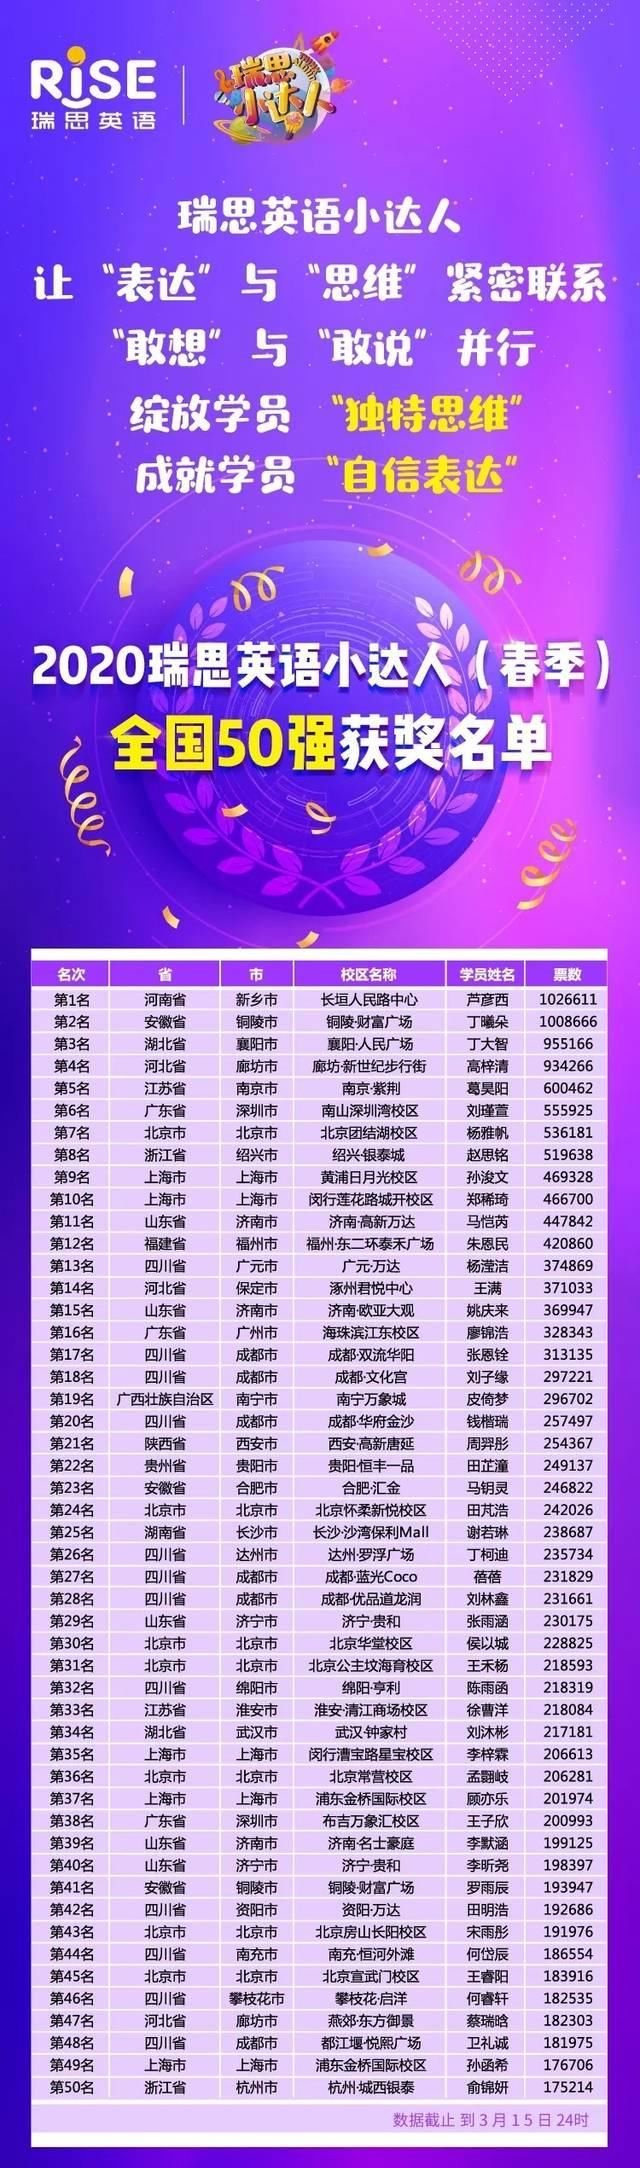 RISE
瑞思英语
瑞思
小达人
瑞思英语小达人
让“表达”与“思维”紧密联系
“敢想”与“敢说”并行
绽放学员“独特思维”
成就学员“自信表达”
2020瑞思英语小达人（春季）
全国50强获奖名单
名次 省 市 校区名称 学员姓名 票数
第1名 河南省 新乡市 长垣人民路中心 芦彦西 1026611
第2名 安徽省 铜陵市 铜陵·财富广场 丁曦朵 1008666
第3名 湖北省 襄阳市 襄阳·人民广场 丁大智 955166
第4名 河北省 廊坊市 廊坊·新世纪步行街 高梓清 934266
第5名 江苏省 南京市 南京·紫荆 葛昊阳 600462
第6名 广东省 深圳市 南山深圳湾校区 刘瑾萱 555925
第7名 北京市 北京市 北京团结湖校区 杨雅帆 536181
第8名 浙江省 绍兴市 绍兴·银泰城 赵思铭 519638
第9名 上海市 上海市 黄浦日月光校区 孙浚文 469328
第10名 上海市 上海市 闵行莲花路城开校区 郑稀琦 466700
第11名 山东省 济南市 济南·高新万达 马恺芮 447842
第12名 福建省 福州市 福州·东二环泰禾广场 朱恩民 420860
第13名 四川省 广元市 广元·万达 杨滢洁 374869
第14名 河北省 保定市 涿州君悦中心 王满 371033
第15名 山东省 济南市 济南·欧亚大观 姚庆来 369947
第16名 广东省 广州市 海珠滨江东校区 廖锦浩 328343
第17名 四川省 成都市 成都·双流华阳 张恩铨 313135
第18名 四川省 成都市 成都·文化宫 刘子缘 297221
第19名 广西壮族自治区 南宁市 南宁万象城 皮倚梦 296702
第20名 四川省 成都市 成都·华府金沙 钱楷瑞 257497
第21名 陕西省 西安市 西安·高新唐延 周羿彤 254367
第22名 贵州省 贵阳市 贵阳·恒丰一品 田芷潼 249137
第23名 安徽省 合肥市 合肥·汇金 马钥灵 246822
第24名 北京市 北京市 北京怀柔新悦校区 田芃浩 242026
第25名 湖南省 长沙市 长沙·沙湾保利Mall 谢若琳 238687
第26名 四川省 达州市 达州·罗浮广场 丁柯迪 235734
第27名 四川省 成都市 成都·蓝光Coco 蓓蓓 231829
第28名 四川省 成都市 成都·优品道龙润 刘林鑫 231661
第29名 山东省 济宁市 济宁·贵和 张雨涵 230175
第30名 北京市 北京市 北京华堂校区 侯以城 228825
第31名 北京市 北京市 北京公主坟海育校区 王禾杨 218593
第32名 四川省 绵阳市 绵阳·亨利 陈雨函 218319
第33名 江苏省 淮安市 淮安·清江商场校区 徐曹洋 218084
第34名 湖北省 武汉市 武汉·钟家村 刘沐彬 217181
第35名 上海市 上海市 闵行漕宝路星宝校区 李梓霖 206613
第36名 北京市 北京市 北京常营校区 孟翾岐 206281
第37名 上海市 上海市 浦东金桥国际校区 顾亦乐 201974
第38名 广东省 深圳市 布吉万象汇校区 王子欣 200993
第39名 山东省 济南市 济南·名士豪庭 李默涵 199125
第40名 山东省 济宁市 济宁·贵和 李昕尧 198397
第41名 安徽省 铜陵市 铜陵·财富广场 罗雨辰 193947
第42名 四川省 资阳市 资阳·万达 田明浩 192686
第43名 北京市 北京市 北京房山长阳校区 宋雨彤 191976
第44名 四川省 南充市 南充·恒河外滩 何岱辰 186554
第45名 北京市 北京市 北京宣武门校区 王睿阳 183916
第46名 四川省 攀枝花市 攀枝花·启洋 何睿轩 182535
第47名 河北省 廊坊市 燕郊·东方御景 蔡瑞晗 182303
第48名 四川省 成都市 都江堰·悦熙广场 卫礼诚 181975
第49名 上海市 上海市 浦东金桥国际校区 孙函希 176706
第50名 浙江省 杭州市 杭州·城西银泰 俞锦妍 175214
数据截止 到3月15日24时